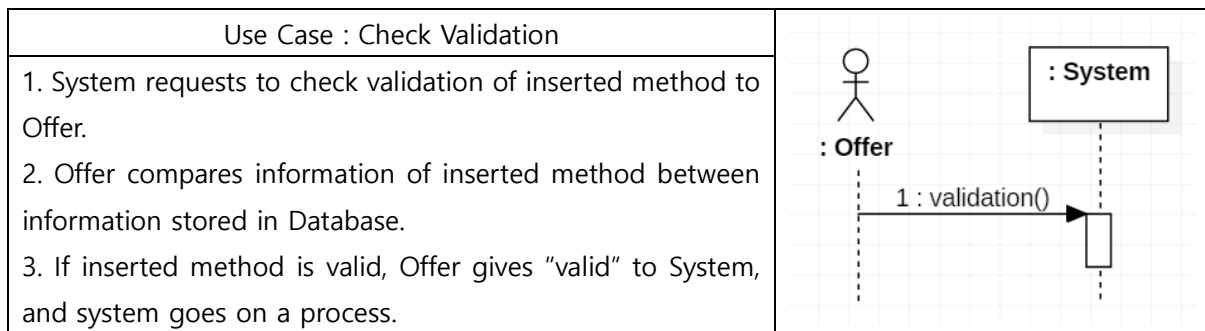 Use Case : Check Validation
1. System requests to check validation of inserted method to
Offer.
2. Offer compares information of inserted method between
information stored in Database.
3. If inserted method is valid, Offer gives “valid” to System,
and system goes on a process.
: System
: Offer
1 : validation()